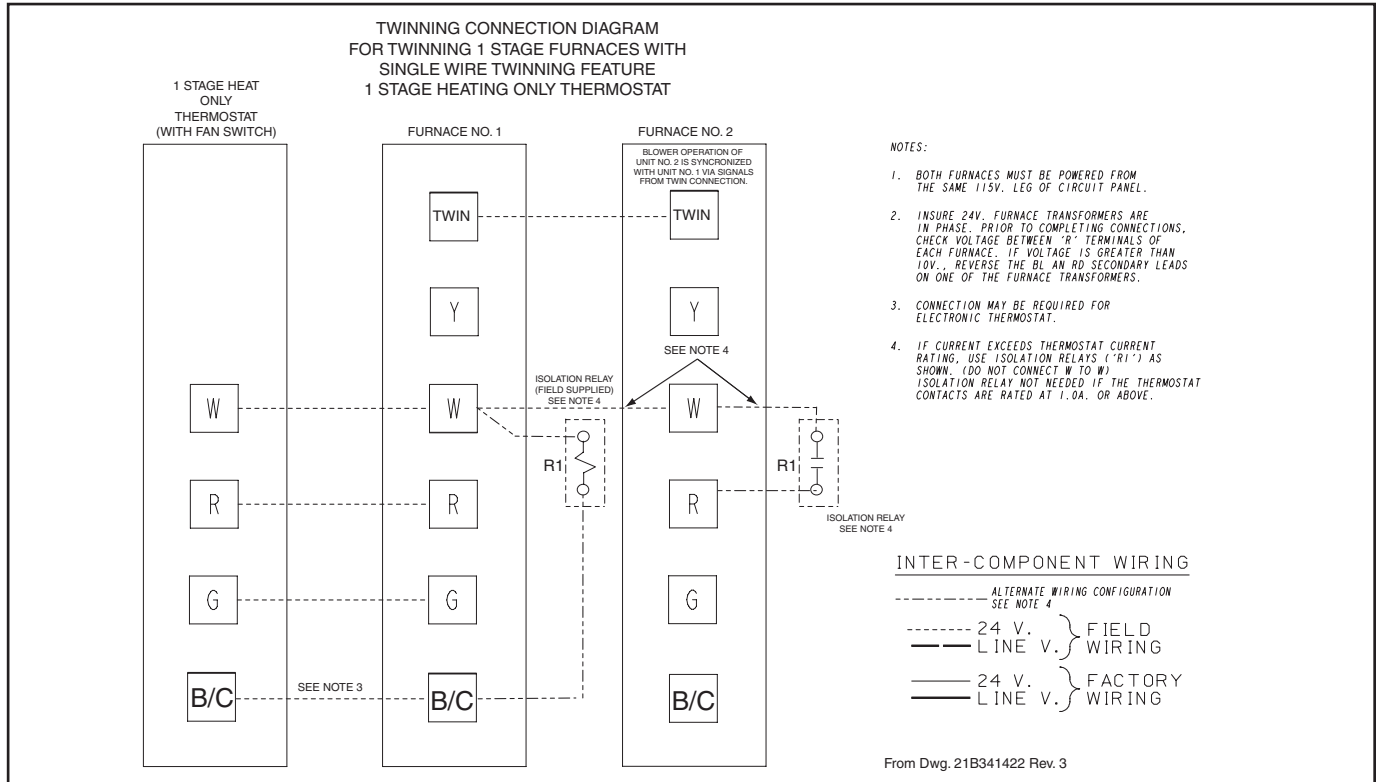 TWINNING CONNECTION DIAGRAM
FOR TWINNING 1 STAGE FURNACES WITH
SINGLE WIRE TWINNING FEATURE
1 STAGE HEATING ONLY THERMOSTAT
1 STAGE HEAT
ONLY
THERMOSTAT
(WITH FAN SWITCH)
FURNACE NO. 1
FURNACE NO. 2
BLOWER OPERATION OF
UNIT NO. 2 IS SYNCRONIZED
WITH UNIT NO. 1 VIA SIGNALS
FROM TWIN CONNECTION.
TWIN
TWIN
Y
Y
SEE NOTE 4
ISOLATION RELAY
(FIELD SUPPLIED)
SEE NOTE 4
W
W
W
R1
R1
R
R
R
ISOLATION RELAY
SEE NOTE 4
G
G
G
B/C
SEE NOTE 3
B/C
B/C
NOTES:
1. BOTH FURNACES MUST BE POWERED FROM
THE SAME 115V. LEG OF CIRCUIT PANEL.
2. INSURE 24V. FURNACE TRANSFORMERS ARE
IN PHASE. PRIOR TO COMPLETING CONNECTIONS,
CHECK VOLTAGE BETWEEN 'R' TERMINALS OF
EACH FURNACE. IF VOLTAGE IS GREATER THAN
10V., REVERSE THE BL AN RD SECONDARY LEADS
ON ONE OF THE FURNACE TRANSFORMERS.
3. CONNECTION MAY BE REQUIRED FOR
ELECTRONIC THERMOSTAT.
4. IF CURRENT EXCEEDS THERMOSTAT CURRENT
RATING, USE ISOLATION RELAYS ('R1') AS
SHOWN. (DO NOT CONNECT W TO W)
ISOLATION RELAY NOT NEEDED IF THE THERMOSTAT
CONTACTS ARE RATED AT 1.0A. OR ABOVE.
INTER-COMPONENT WIRING
ALTERNATE WIRING CONFIGURATION
SEE NOTE 4
24 V. FIELD
LINE V. WIRING
24 V. FACTORY
LINE V. WIRING
From Dwg. 21B341422 Rev. 3